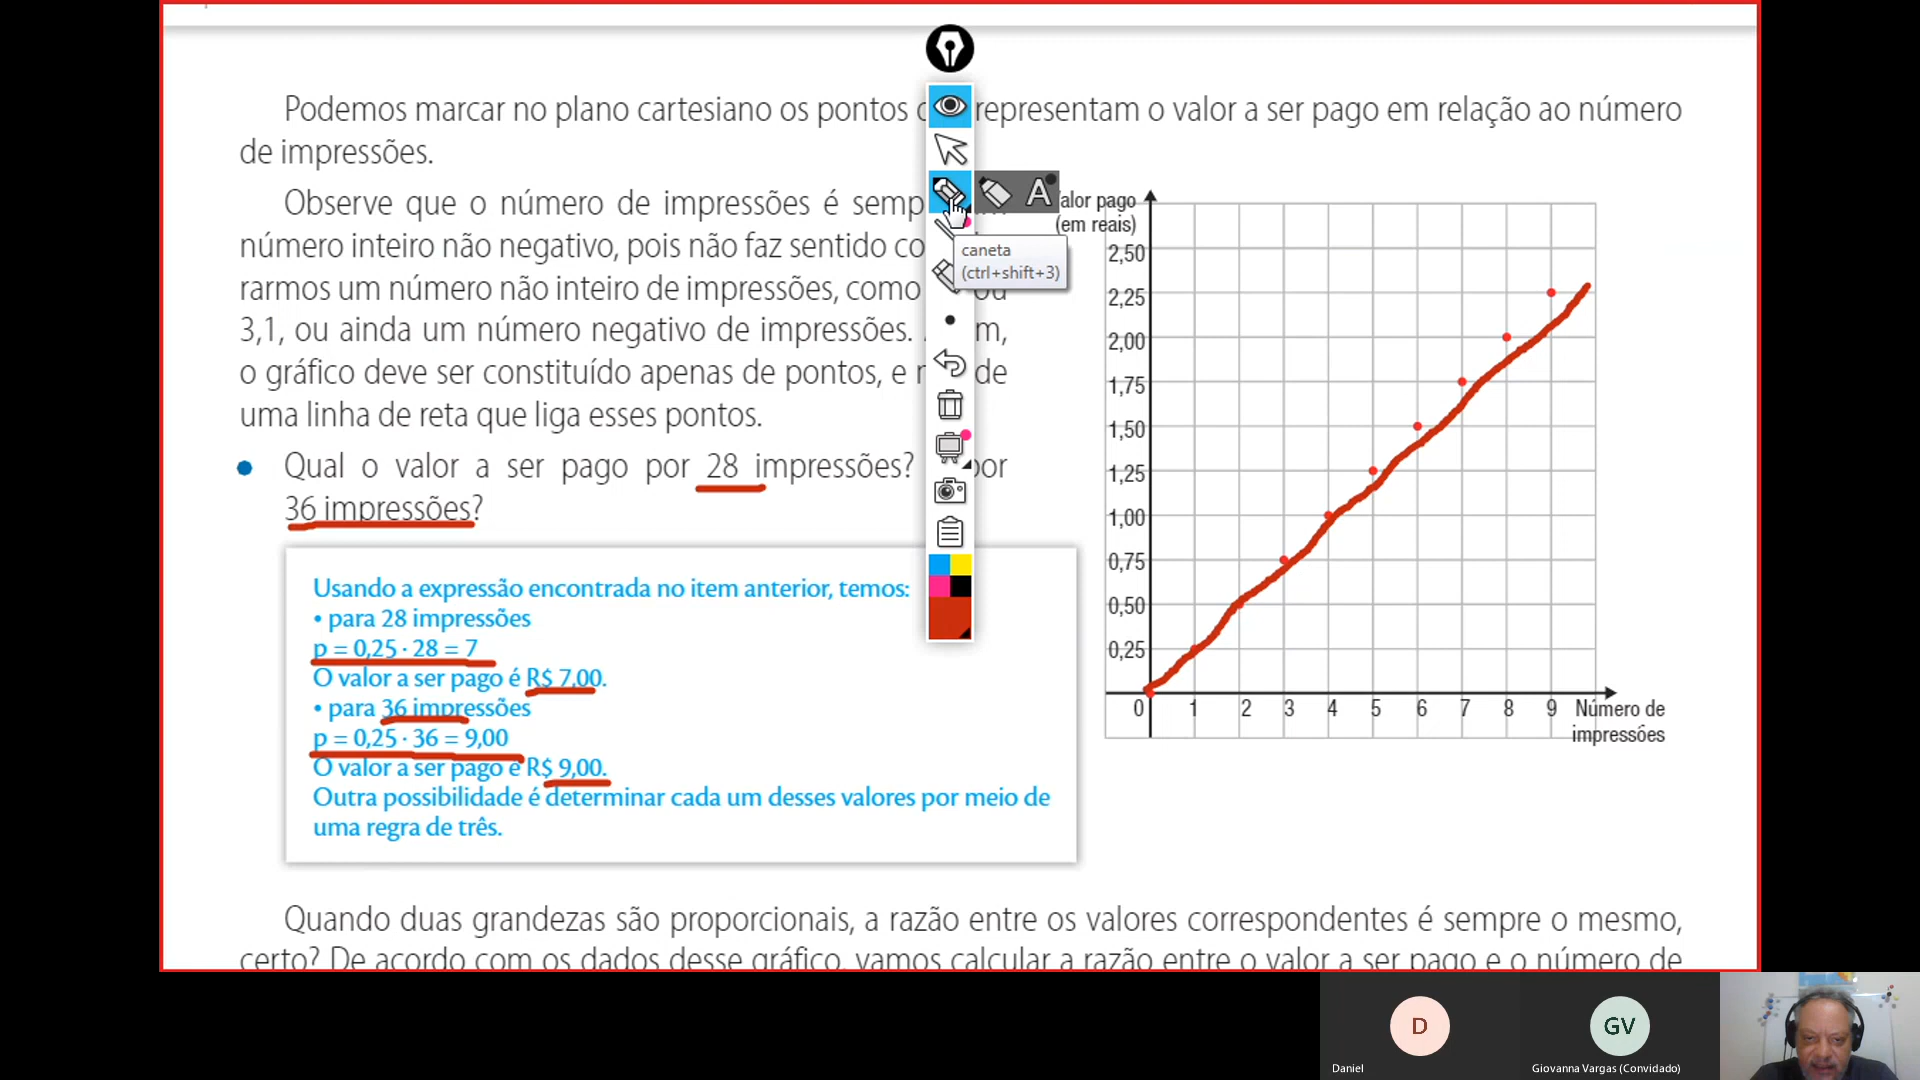 Podemos marcar no plano cartesiano os pontos representam o valor a ser pago em relação ao número
de impressões.
Observe que o número de impressões é semp
número inteiro não negativo, pois não faz sentido co
rarmos um número não inteiro de impressões, como ou
3,1, ou ainda um número negativo de impressões. m,
o gráfico deve ser constituído apenas de pontos, e n de
uma linha de reta que liga esses pontos.
Qual o valor a ser pago por 28 impressões? por
36 impressões?
Usando a expressão encontrada no item anterior, temos:
• para 28 impressões
p = 0,25 · 28 = 7
O valor a ser pago é R$ 7,00.
• para 36 impressões
p = 0,25 · 36 = 9,00
O valor a ser pago é R$ 9,00.
Outra possibilidade é determinar cada um desses valores por meio de
uma regra de três.
A
caneta
(ctrl+shift+3)
alor pago
(em reais)
2,50
2,25
2,00
1,75
1,50
1,25
1,00
0,75
0,50
0,25
0 1 2 3 4 5 6 7 8 9 Número de
impressões
Quando duas grandezas são proporcionais, a razão entre os valores correspondentes é sempre o mesmo,
certo? De acordo com os dados desse gráfico, vamos calcular a razão entre o valor a ser pago e o número de
D
Daniel
GV
Giovanna Vargas (Convidado)